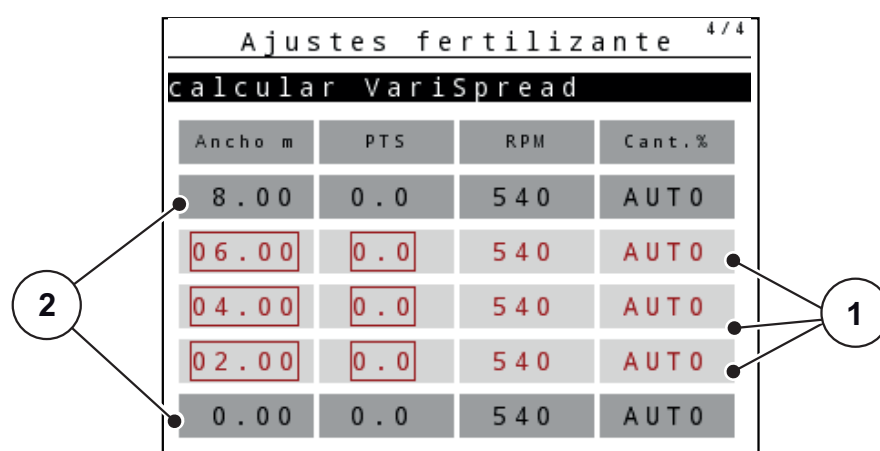 4/4
Ajustes fertilizante
calcular VariSpread
Ancho m PTS RPM Cant.%
8.00 0.0 540 AUTO
06.00 0.0 540 AUTO
04.00 0.0 540 AUTO
02.00 0.0 540 AUTO
0.00 0.0 540 AUTO
2
1